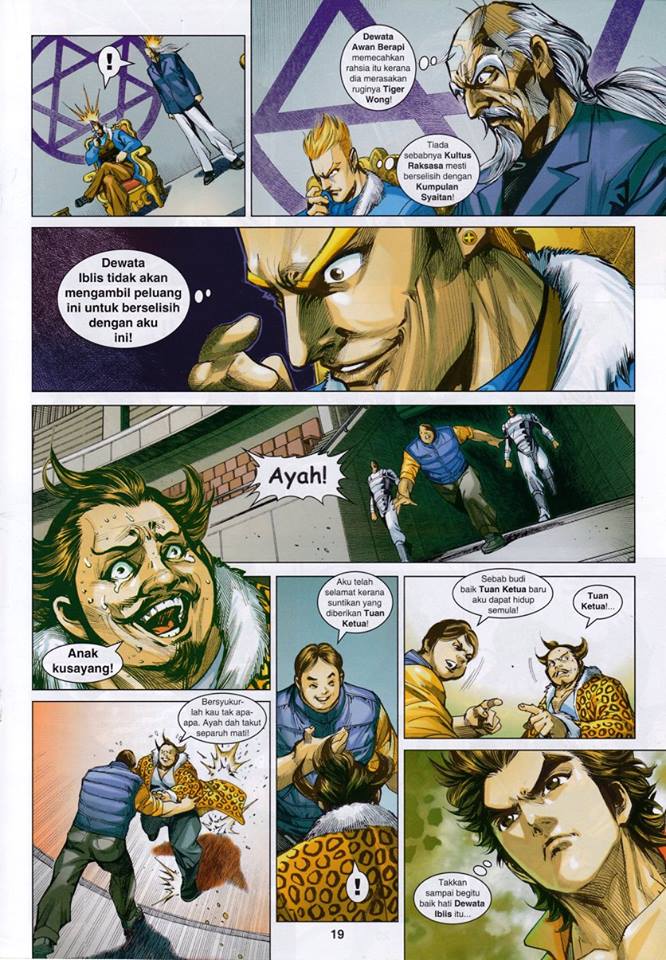 !
Dewata
Awan Berapi
memecahkan
rahsia itu kerana
dia merasakan
ruginya Tiger
Wong!
Tiada
sebabnya Kultus
Raksasa mesti
berselisih dengan
Kumpulan
Syaitan!
Dewata
Iblis tidak akan
mengambil peluang
ini untuk berselisih
dengan aku
ini!
Ayah!
Anak
kusayang!
Bersyukur-
lah kau tak apa-
apa. Ayah dah takut
separuh mati!
Aku telah
selamat kerana
suntikan yang
diberikan Tuan
Ketua!
!
Sebab budi
baik Tuan Ketua baru
aku dapat hidup
semula!
Tuan
Ketua!...
Takkan
sampai begitu
baik hati Dewata
Iblis itu...
19